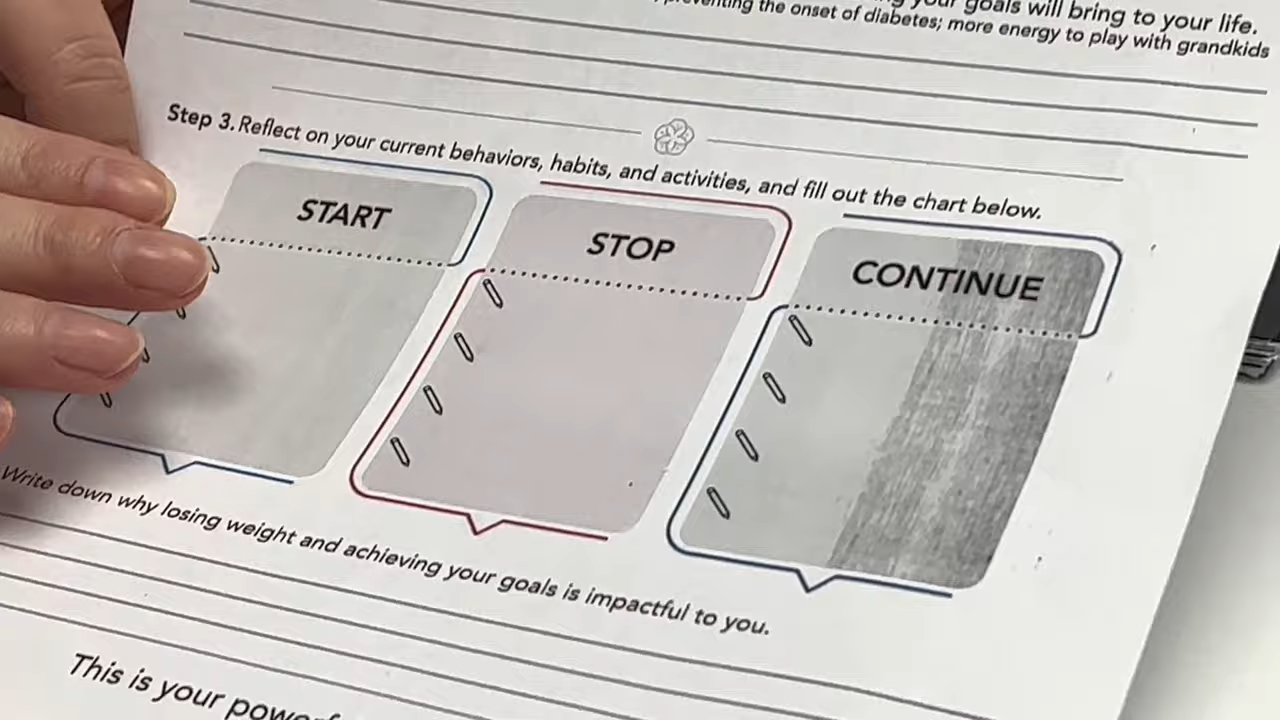 your goals will bring to your life.
the onset of diabetes; more energy to play with grandkids
Step 3. Reflect on your current behaviors, habits, and activities, and fill out the chart below.
START
STOP
CONTINUE
Write down why losing weight and achieving your goals is impactful to you.
This is your